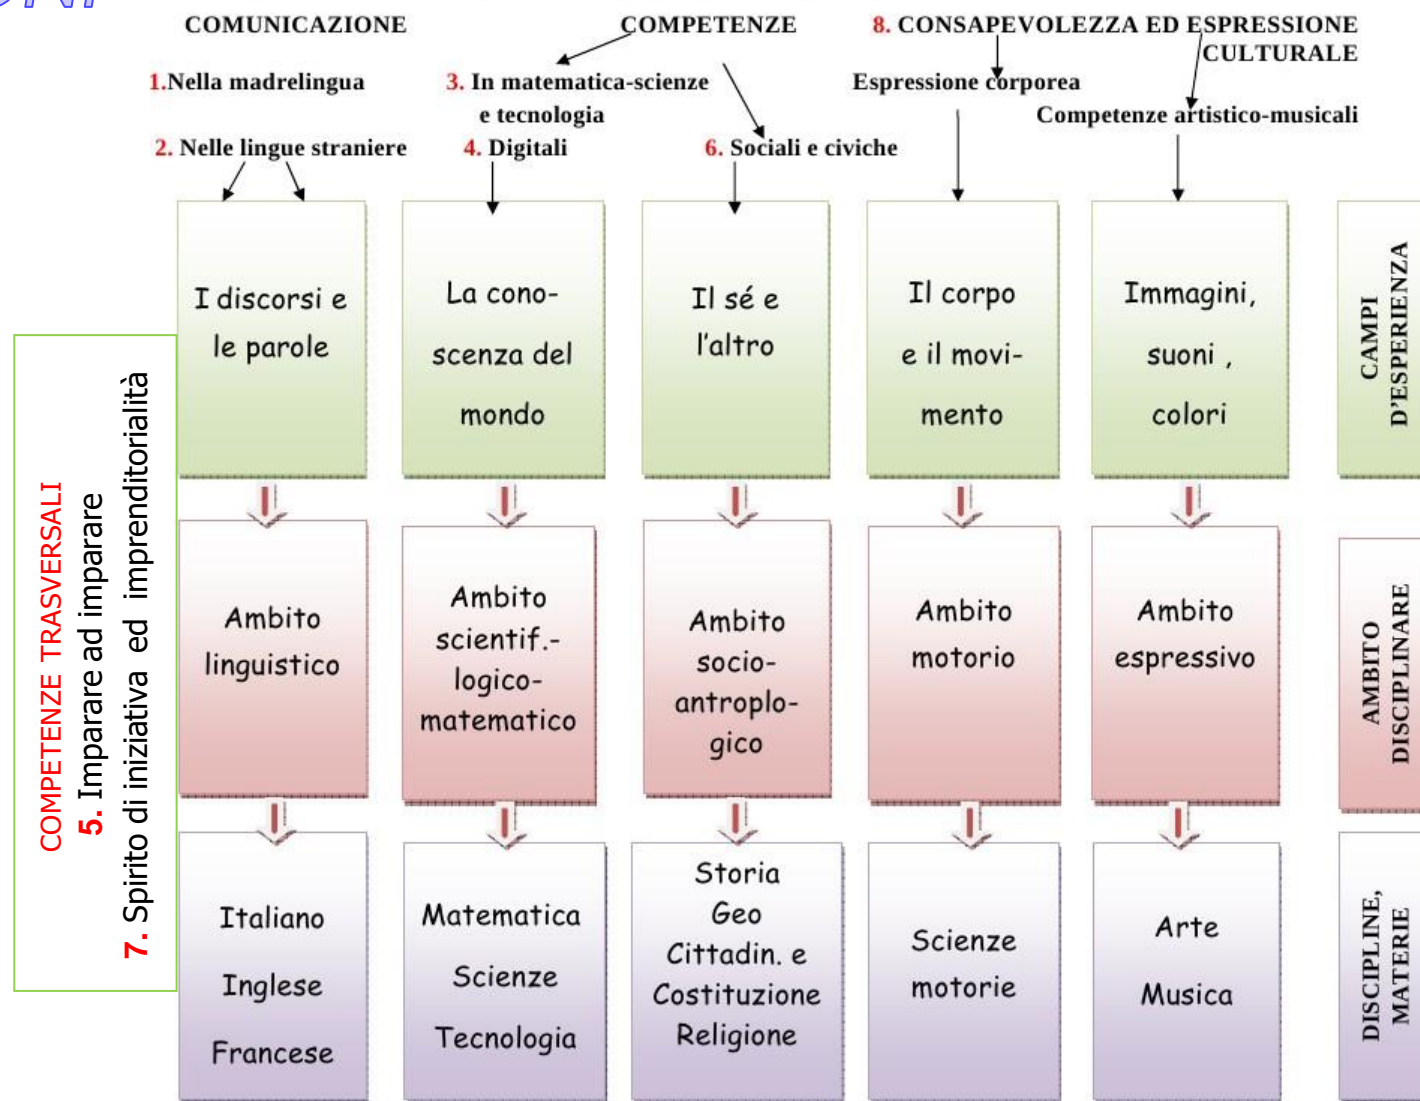 COMUNICAZIONE
COMPETENZE
8. CONSAPEVOLEZZA ED ESPRESSIONE
CULTURALE
1.Nella madrelingua
2. Nelle lingue straniere
3. In matematica-scienze
e tecnologia
4. Digitali
6. Sociali e civiche
Espressione corporea
Competenze artistico-musicali
I discorsi e
le parole
La cono-
scenza del
mondo
Il sé e
l'altro
Il corpo
e il movi-
mento
Immagini,
suoni ,
colori
CAMPI
D'ESPERIENZA
COMPETENZE TRASVERSALI
5. Imparare ad imparare
7. Spirito di iniziativa ed imprenditorialità
Ambito
linguistico
Ambito
scientif.-
logico-
matematico
Ambito
socio-
antroplo-
gico
Ambito
motorio
Ambito
espressivo
AMBITO
DISCIPLINARE
Italiano
Inglese
Francese
Matematica
Scienze
Tecnologia
Storia
Geo
Cittadin. e
Costituzione
Religione
Scienze
motorie
Arte
Musica
DISCIPLINE,
MATERIE